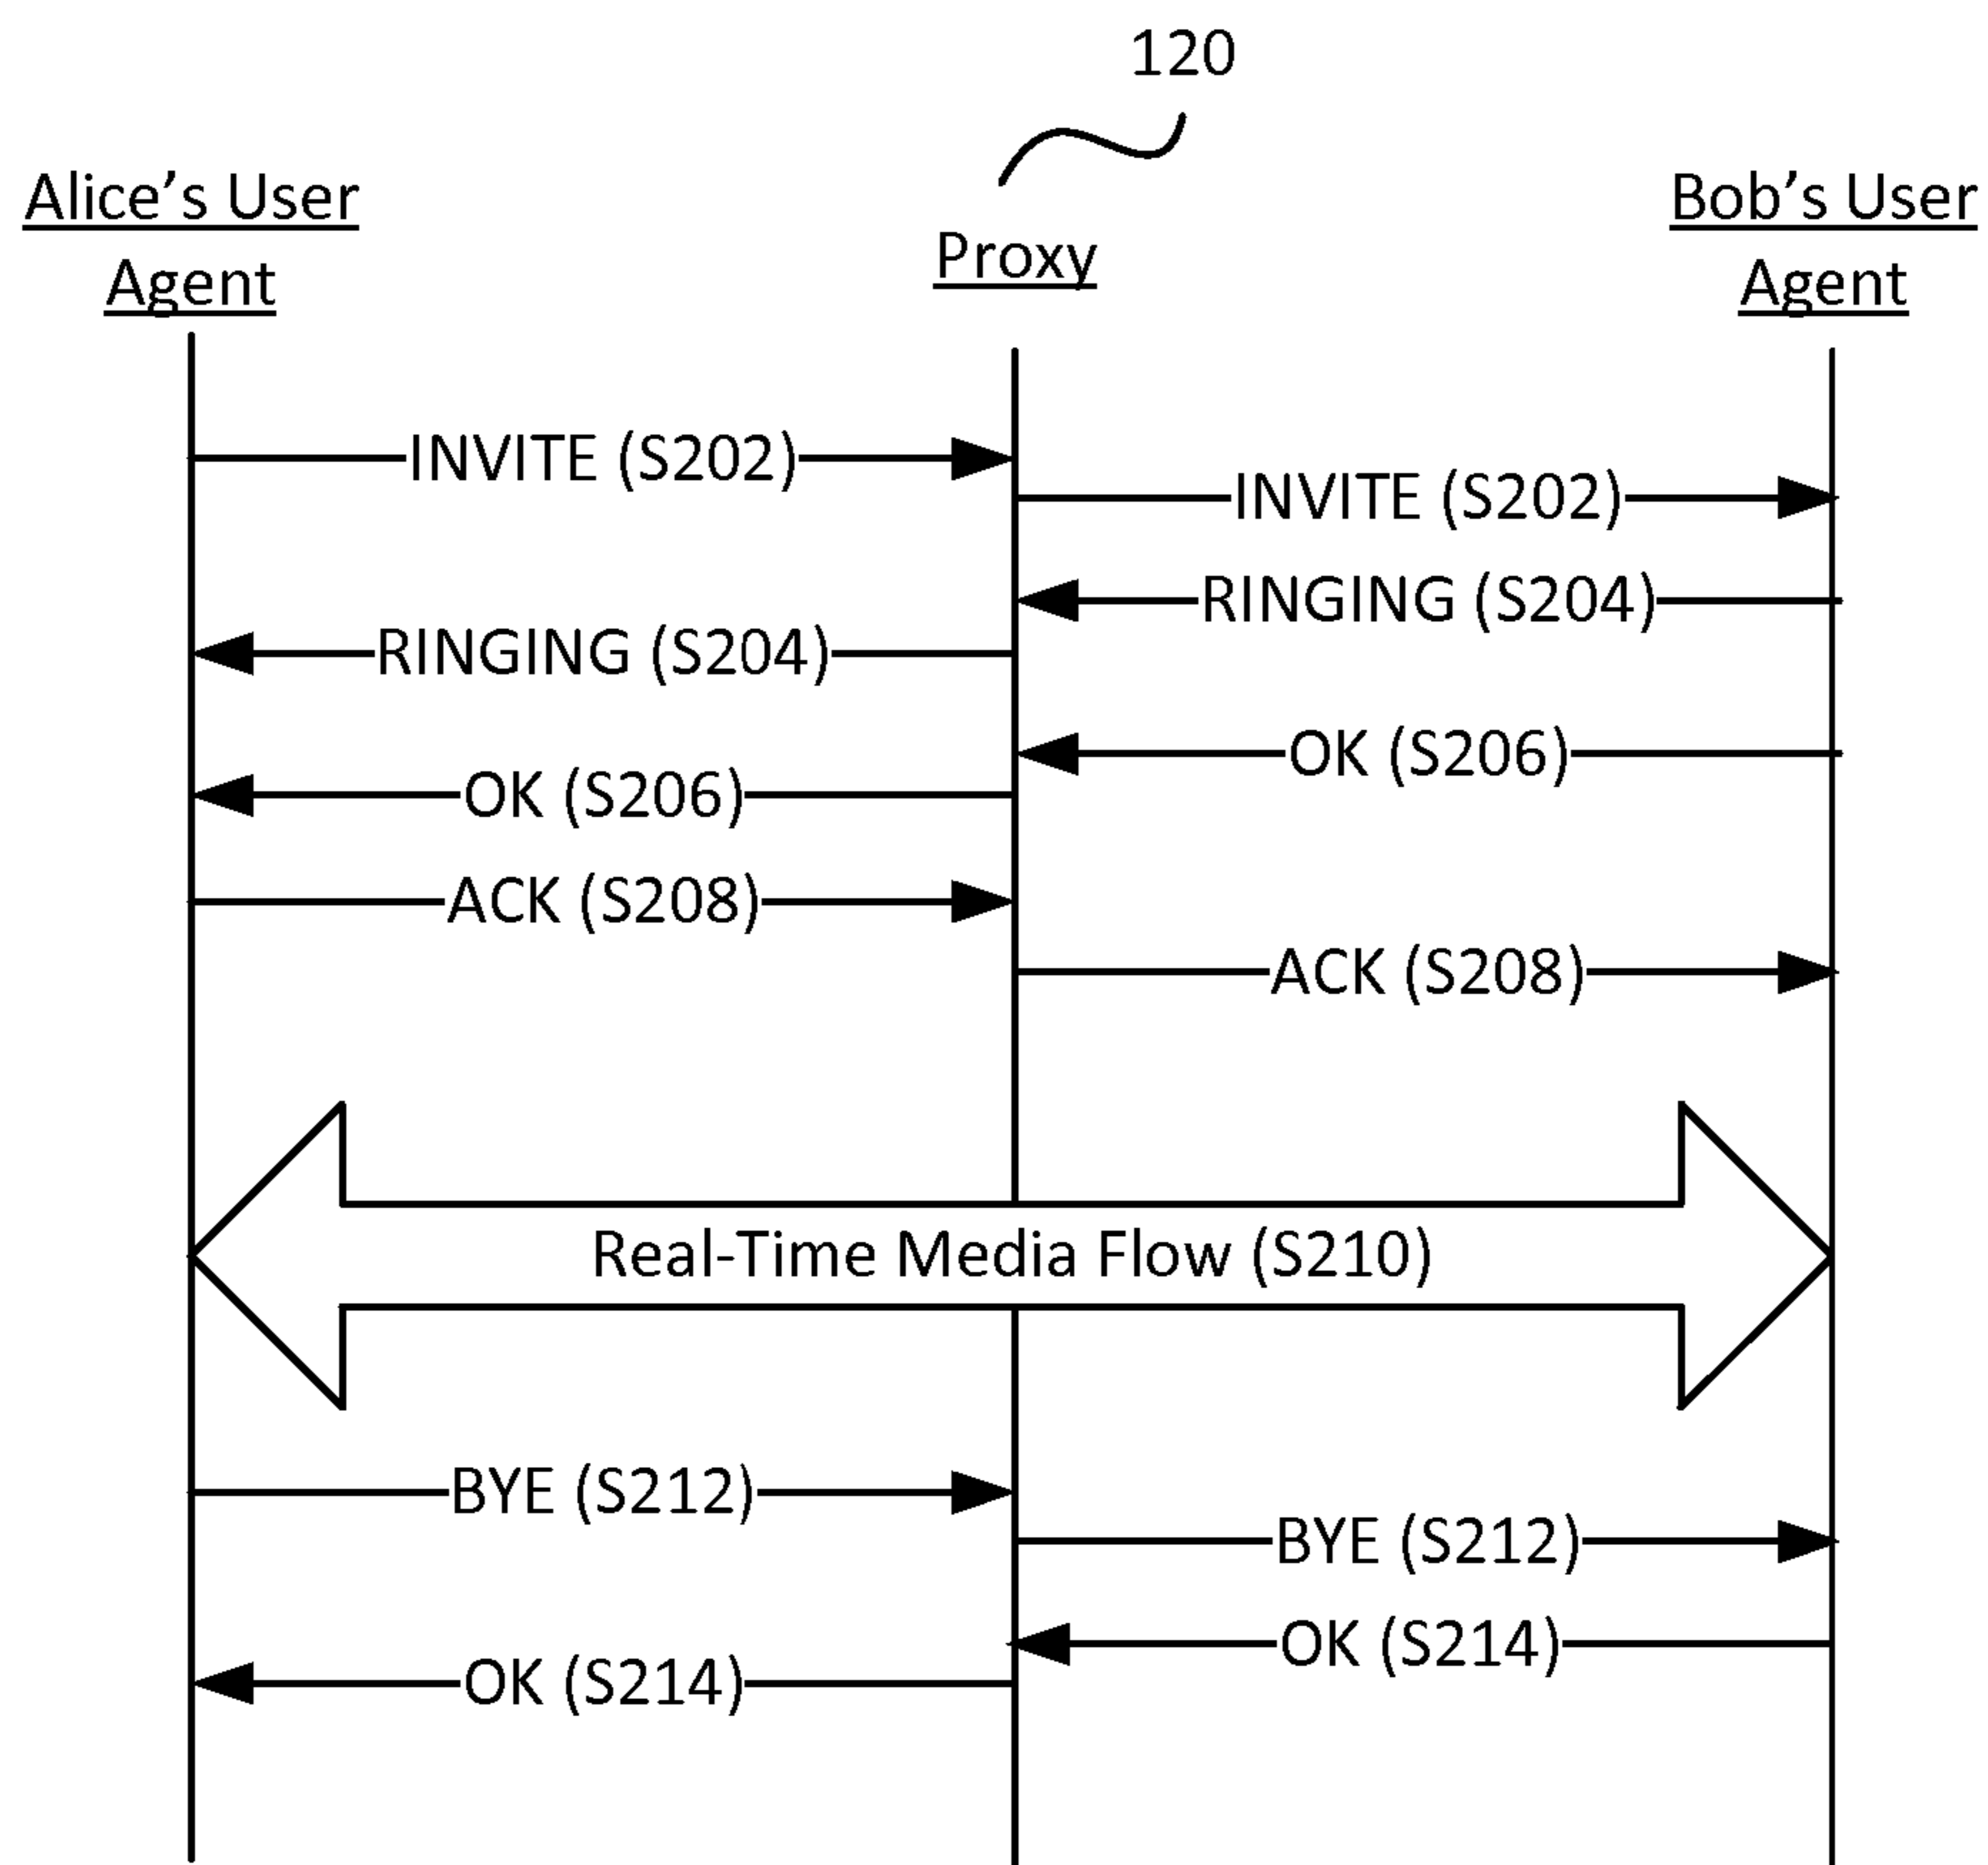 120
Alice’s User
Agent
Proxy
Bob’s User
Agent
INVITE (S202)
INVITE (S202)
RINGING (S204)
RINGING (S204)
OK (S206)
OK (S206)
ACK (S208)
ACK (S208)
Real-Time Media Flow (S210)
BYE (S212)
BYE (S212)
OK (S214)
OK (S214)